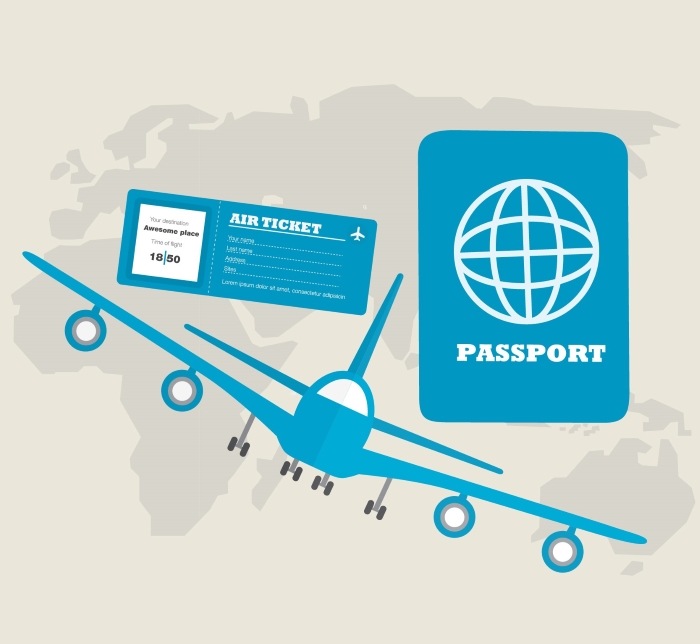 Your destination
Awesome place
Time of flight
18|50
AIR TICKET
Your name
Last name
Address
Sites
Lorem ipsum dolor sit amet, consectetur adipiscin
PASSPORT